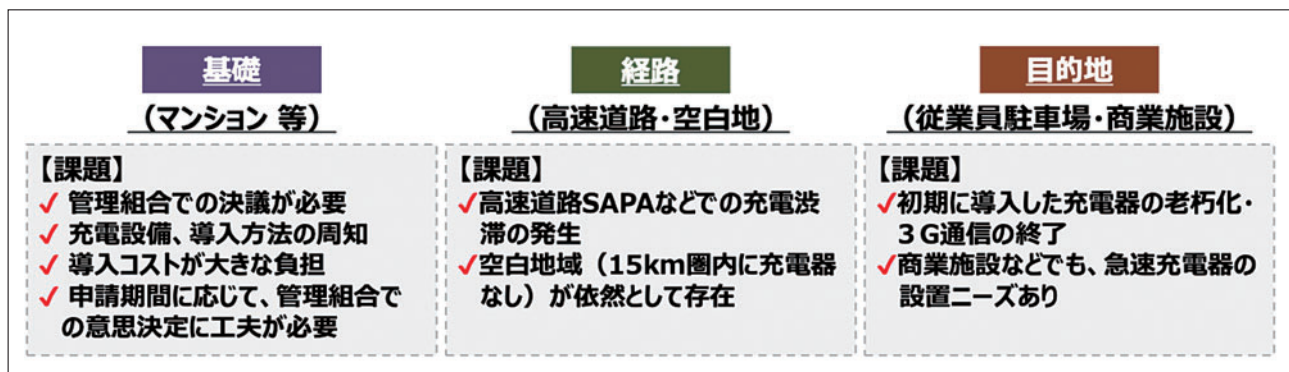 基礎
(マンション 等)
【課題】
✓ 管理組合での決議が必要
✓ 充電設備、導入方法の周知
✓ 導入コストが大きな負担
✓ 申請期間に応じて、管理組合で
の意思決定に工夫が必要
経路
(高速道路・空白地)
【課題】
✓高速道路SAPAなどでの充電渋
滞の発生
✓空白地域（15km圏内に充電器
なし）が依然として存在
目的地
(従業員駐車場・商業施設)
【課題】
✓初期に導入した充電器の老朽化・
３G通信の終了
✓商業施設などでも、急速充電器の
設置ニーズあり